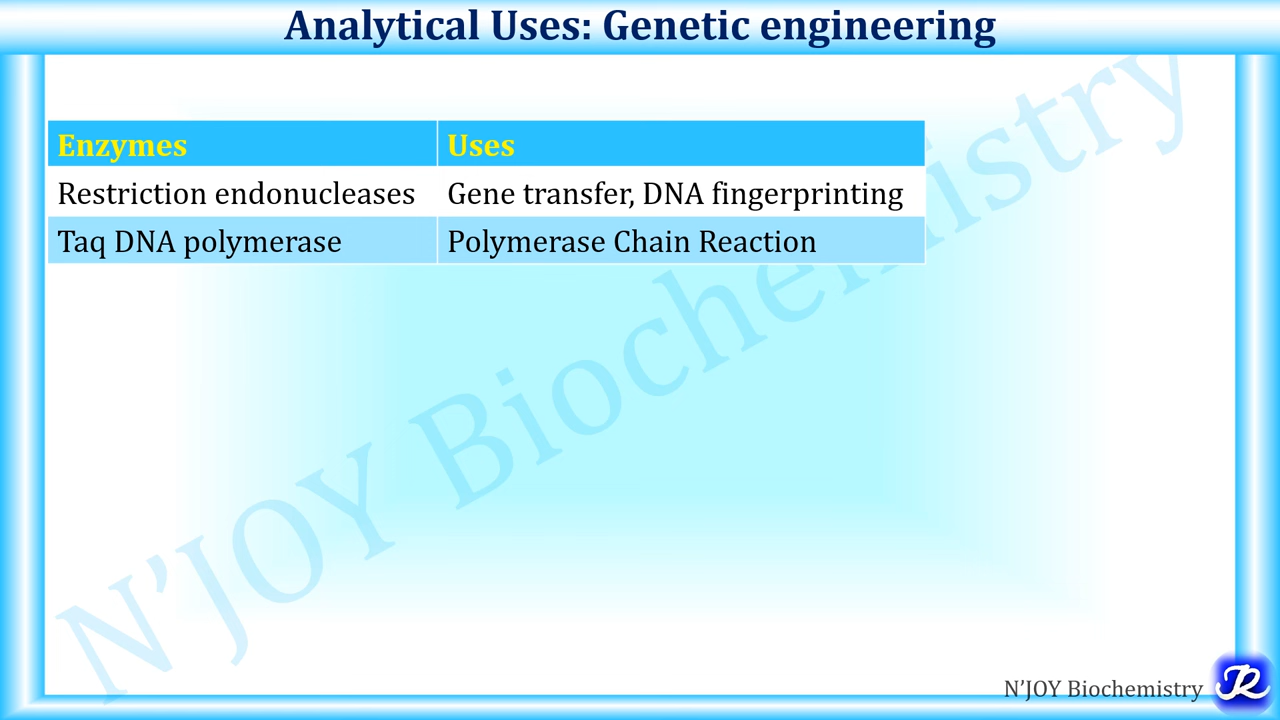 Analytical Uses: Genetic engineering
Enzymes Uses
Restriction endonucleases Gene transfer, DNA fingerprinting
Taq DNA polymerase Polymerase Chain Reaction
N’JOY Biochemistry
N’JOY Biochemistry